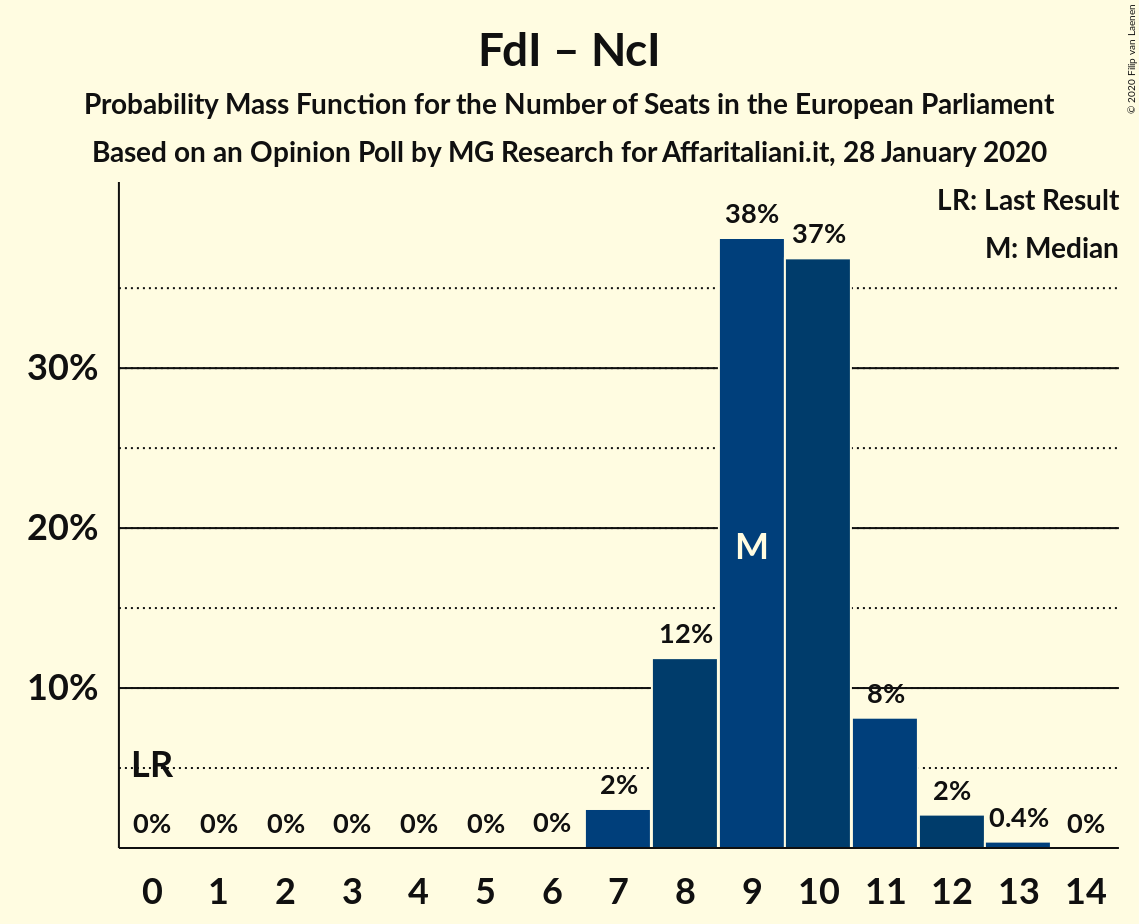 FdI – NcI
Probability Mass Function for the Number of Seats in the European Parliament
Based on an Opinion Poll by MG Research for Affaritaliani.it, 28 January 2020
© 2020 Filip van Laenen
LR: Last Result
M: Median
38%
37%
30%
20%
M
12%
10%
8%
LR
5%
2%
2%
0%
0%
0%
0%
0%
0%
0%
0.4%
0%
0 1 2 3 4 5 6 7 8 9 10 11 12 13 14